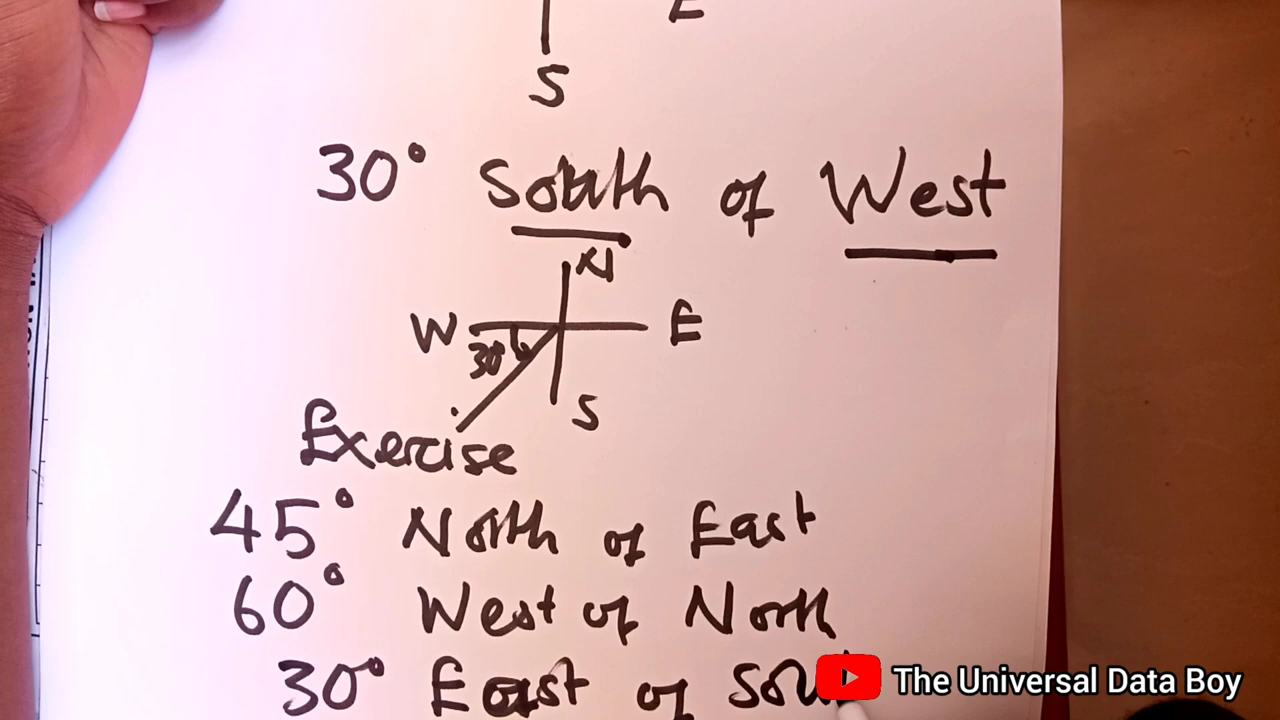 E
S
30° South of West
N
W E
30°
S
Exercise
45° North of East
60° West of North
30° East of Sout
The Universal Data Boy